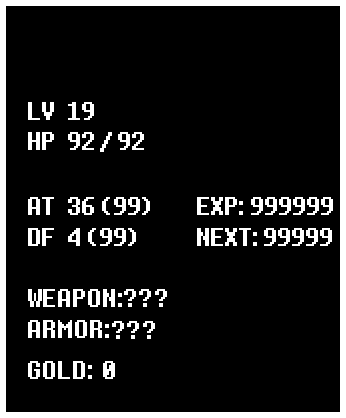 LV 19
HP 92/92
AT 36(99) EXP:999999
DF 4(99) NEXT:99999
WEAPON:???
ARMOR:???
GOLD: 0